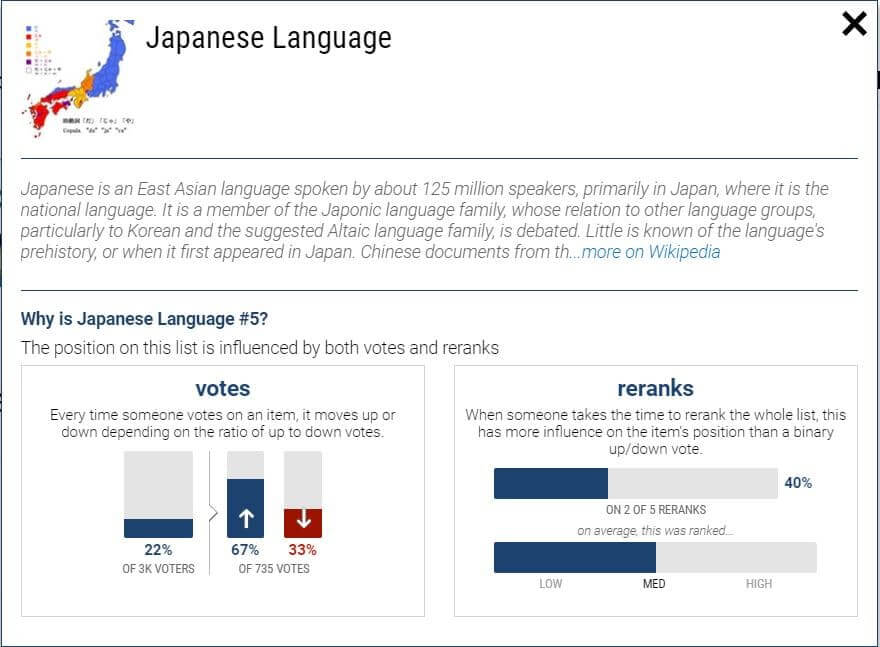 Japanese Language
Copula "da" "ja" "ya"
Japanese is an East Asian language spoken by about 125 million speakers, primarily in Japan, where it is the
national language. It is a member of the Japonic language family, whose relation to other language groups,
particularly to Korean and the suggested Altaic language family, is debated. Little is known of the language's
prehistory, or when it first appeared in Japan. Chinese documents from th...more on Wikipedia
Why is Japanese Language #5?
The position on this list is influenced by both votes and reranks
votes
Every time someone votes on an item, it moves up or
down depending on the ratio of up to down votes.
22%
OF 3K VOTERS
67% 33%
OF 735 VOTES
reranks
When someone takes the time to rerank the whole list, this
has more influence on the item's position than a binary
up/down vote.
40%
ON 2 OF 5 RERANKS
on average, this was ranked...
LOW MED HIGH